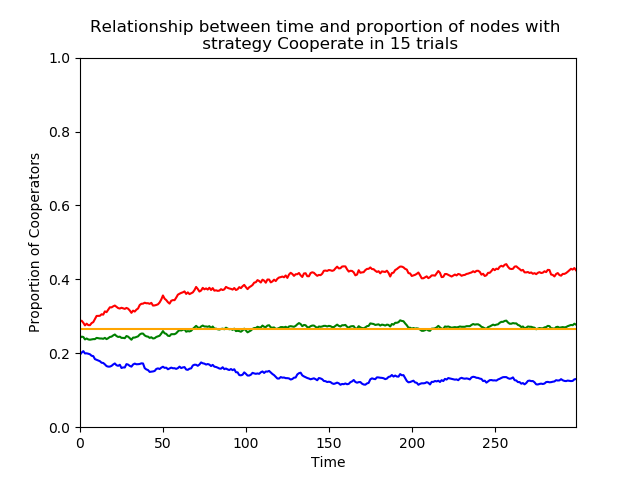 Relationship between time and proportion of nodes with
strategy Cooperate in 15 trials
1.0
0.8
0.6
0.4
0.2
0.0
Proportion of Cooperators
0 50 100 150 200 250
Time